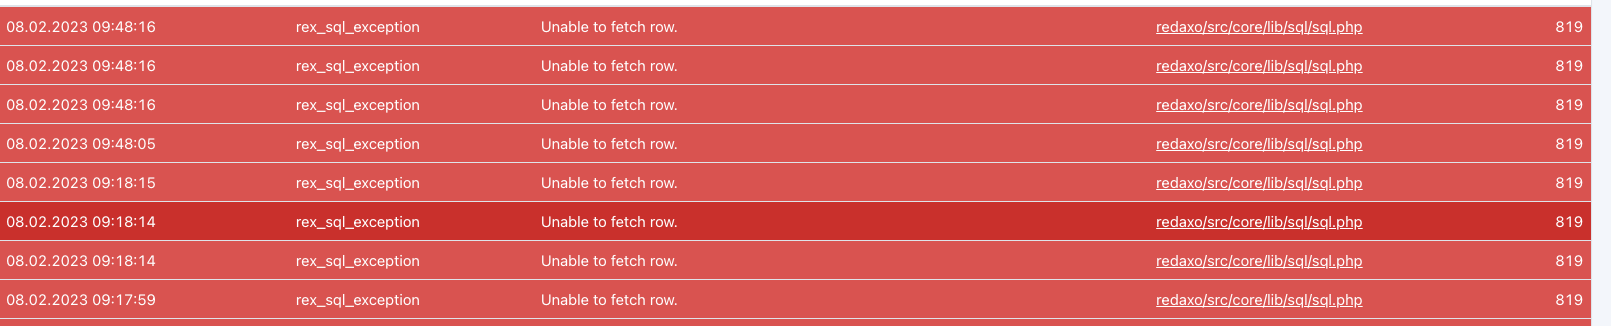 08.02.2023 09:48:16 rex_sql_exception Unable to fetch row. redaxo/src/core/lib/sql/sql.php 819
08.02.2023 09:48:16 rex_sql_exception Unable to fetch row. redaxo/src/core/lib/sql/sql.php 819
08.02.2023 09:48:16 rex_sql_exception Unable to fetch row. redaxo/src/core/lib/sql/sql.php 819
08.02.2023 09:48:05 rex_sql_exception Unable to fetch row. redaxo/src/core/lib/sql/sql.php 819
08.02.2023 09:18:15 rex_sql_exception Unable to fetch row. redaxo/src/core/lib/sql/sql.php 819
08.02.2023 09:18:14 rex_sql_exception Unable to fetch row. redaxo/src/core/lib/sql/sql.php 819
08.02.2023 09:18:14 rex_sql_exception Unable to fetch row. redaxo/src/core/lib/sql/sql.php 819
08.02.2023 09:17:59 rex_sql_exception Unable to fetch row. redaxo/src/core/lib/sql/sql.php 819